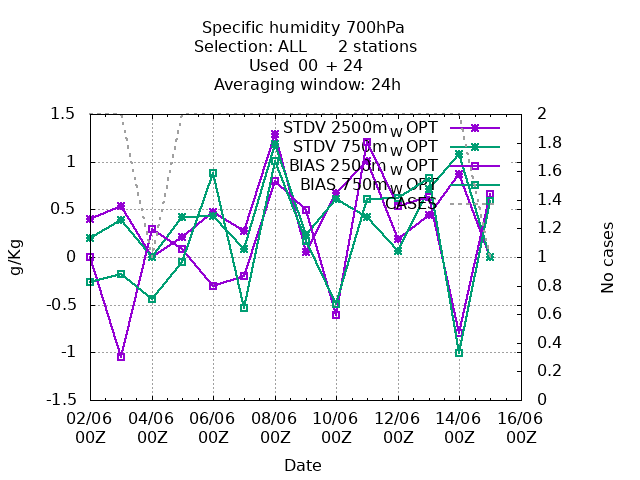 Specific humidity 700hPa
Selection: ALL 2 stations
Used 00 + 24
Averaging window: 24h
STDV 2500m_w OPT
STDV 750m_w OPT
BIAS 2500m_w OPT
BIAS 750m_w OPT
CASES
1.5
1
0.5
0
-0.5
-1
-1.5
g/Kg
2
1.8
1.6
1.4
1.2
1
0.8
0.6
0.4
0.2
0
No cases
02/06 04/06 06/06 08/06 10/06 12/06 14/06 16/06
00Z 00Z 00Z 00Z 00Z 00Z 00Z 00Z
Date